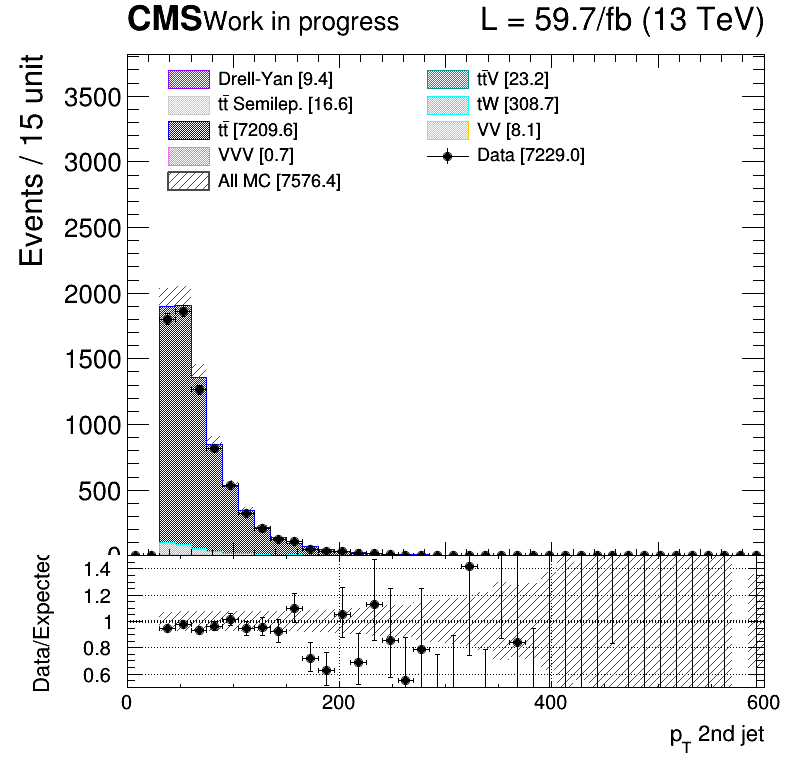 CMS Work in progress L = 59.7/fb (13 TeV)
Events / 15 unit
3500
3000
2500
2000
1500
1000
500
0
Drell-Yan [9.4]
tt̄ Semilep. [16.6]
tt̄ [7209.6]
VVV [0.7]
All MC [7576.4]
tt̄V [23.2]
tW [308.7]
VV [8.1]
Data [7229.0]
Data/Expected
1.4
1.2
1
0.8
0.6
0 200 400 600
p_T 2nd jet